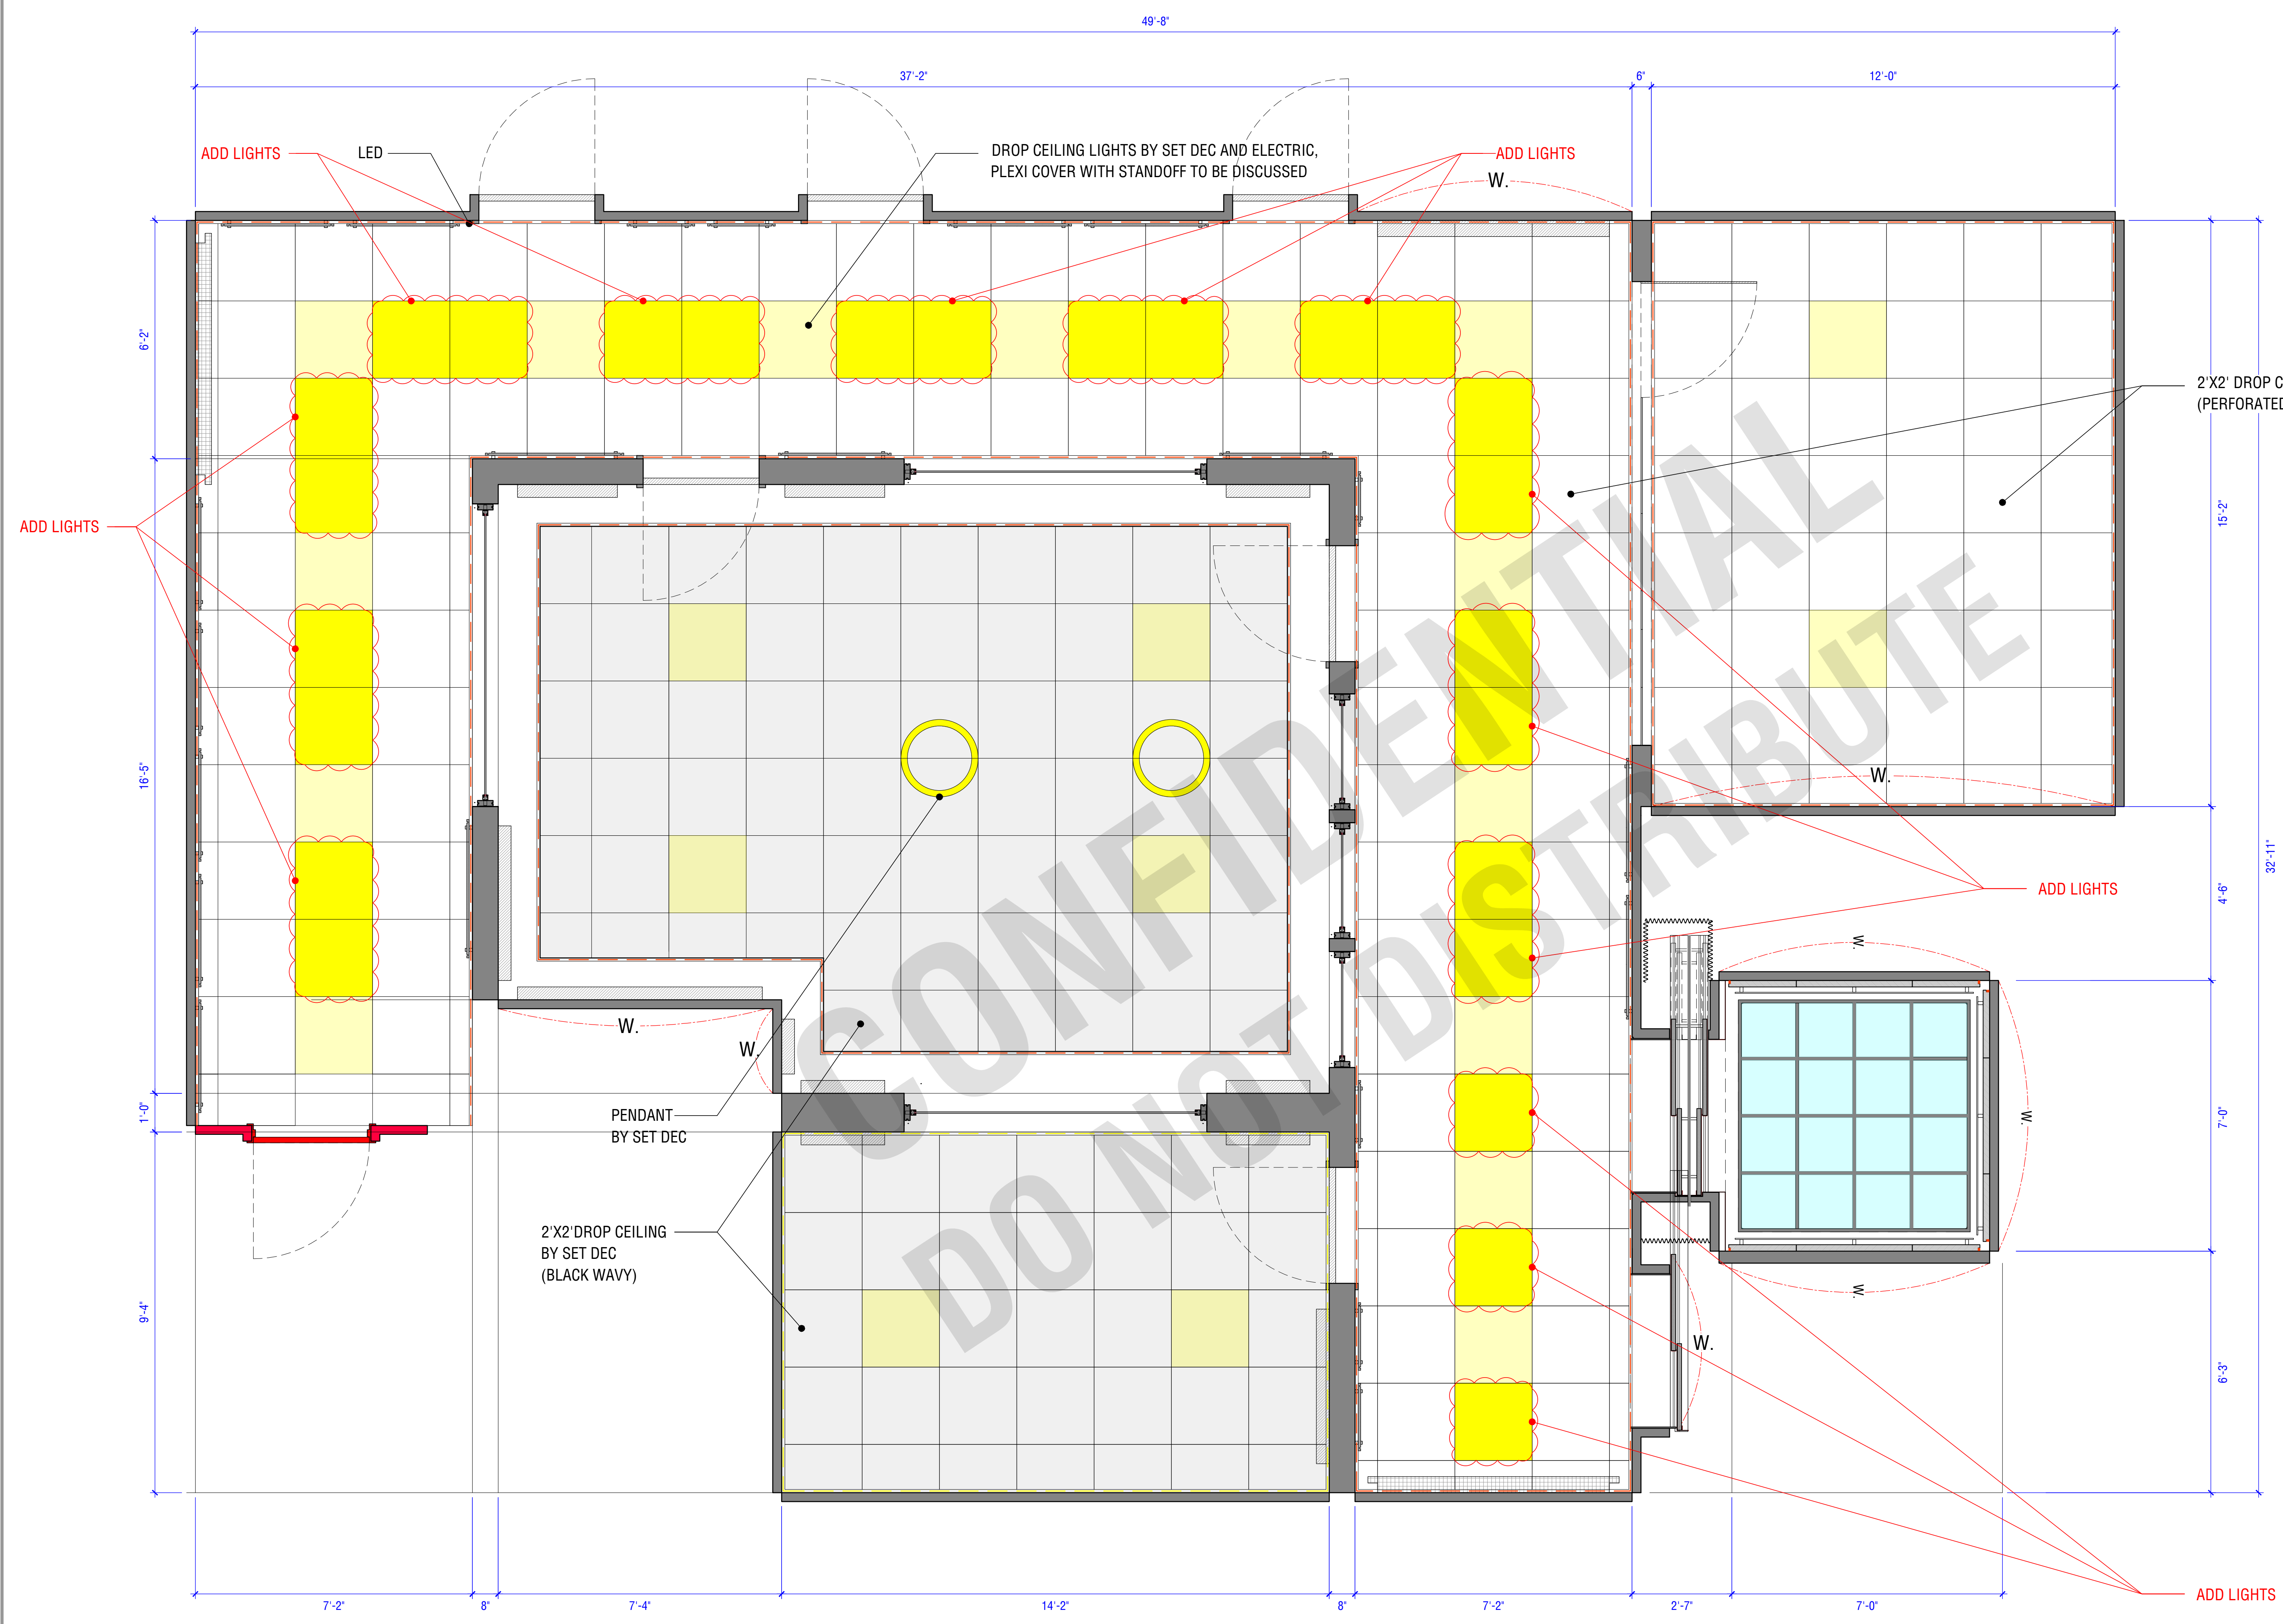 49'-8"
37'-2"
6"
12'-0"
ADD LIGHTS
LED
DROP CEILING LIGHTS BY SET DEC AND ELECTRIC,
PLEXI COVER WITH STANDOFF TO BE DISCUSSED
ADD LIGHTS
W.
6'-2"
2'X2' DROP C
(PERFORATED
15'-2"
ADD LIGHTS
16'-5"
W.
32'-11"
4'-6"
ADD LIGHTS
W.
W.
W.
1'-0"
PENDANT
BY SET DEC
W.
7'-0"
2'X2'DROP CEILING
BY SET DEC
(BLACK WAVY)
W.
9'-4"
W.
6'-3"
CONFIDENTIAL
DO NOT DISTRIBUTE
ADD LIGHTS
7'-2"
8"
7'-4"
14'-2"
8"
7'-2"
2'-7"
7'-0"